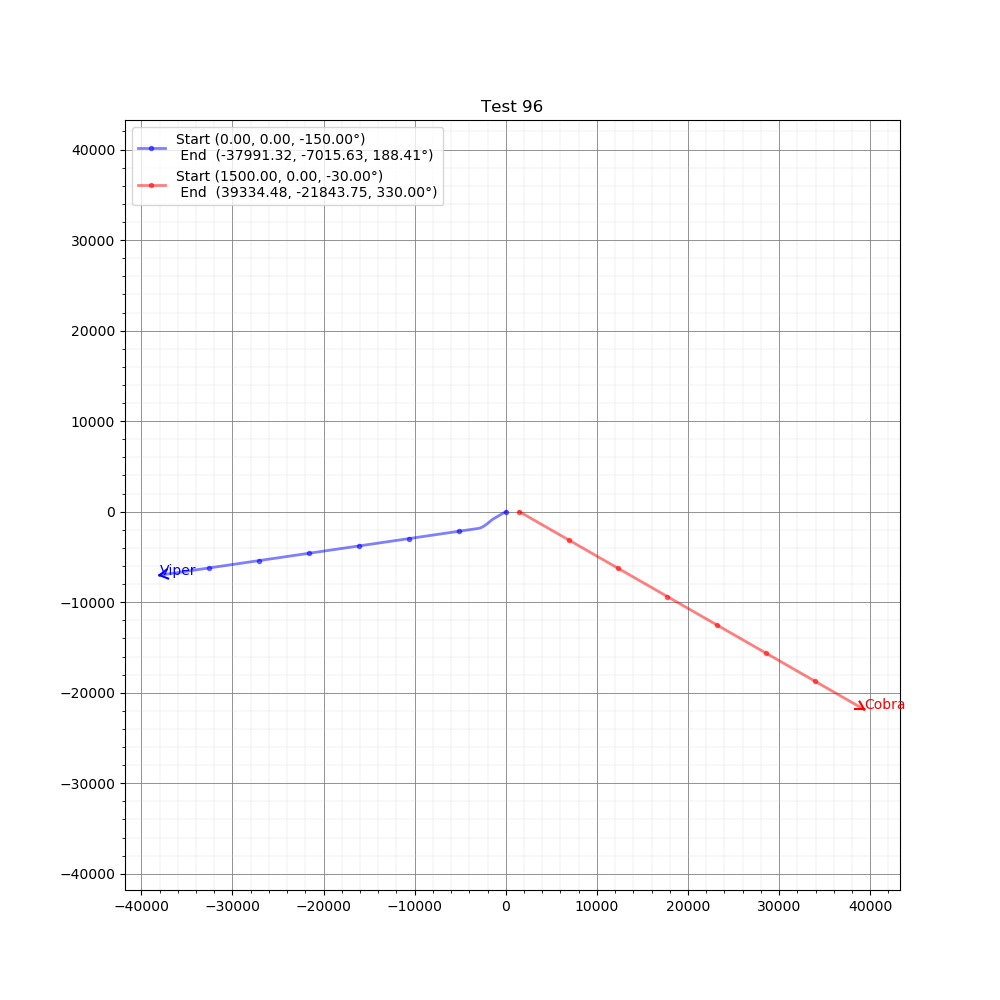 Test 96
Start (0.00, 0.00, -150.00°)
End (-37991.32, -7015.63, 188.41°)
Start (1500.00, 0.00, -30.00°)
End (39334.48, -21843.75, 330.00°)
40000
30000
20000
10000
0
−10000
−20000
−30000
−40000
Viper
Cobra
−40000 −30000 −20000 −10000 0 10000 20000 30000 40000